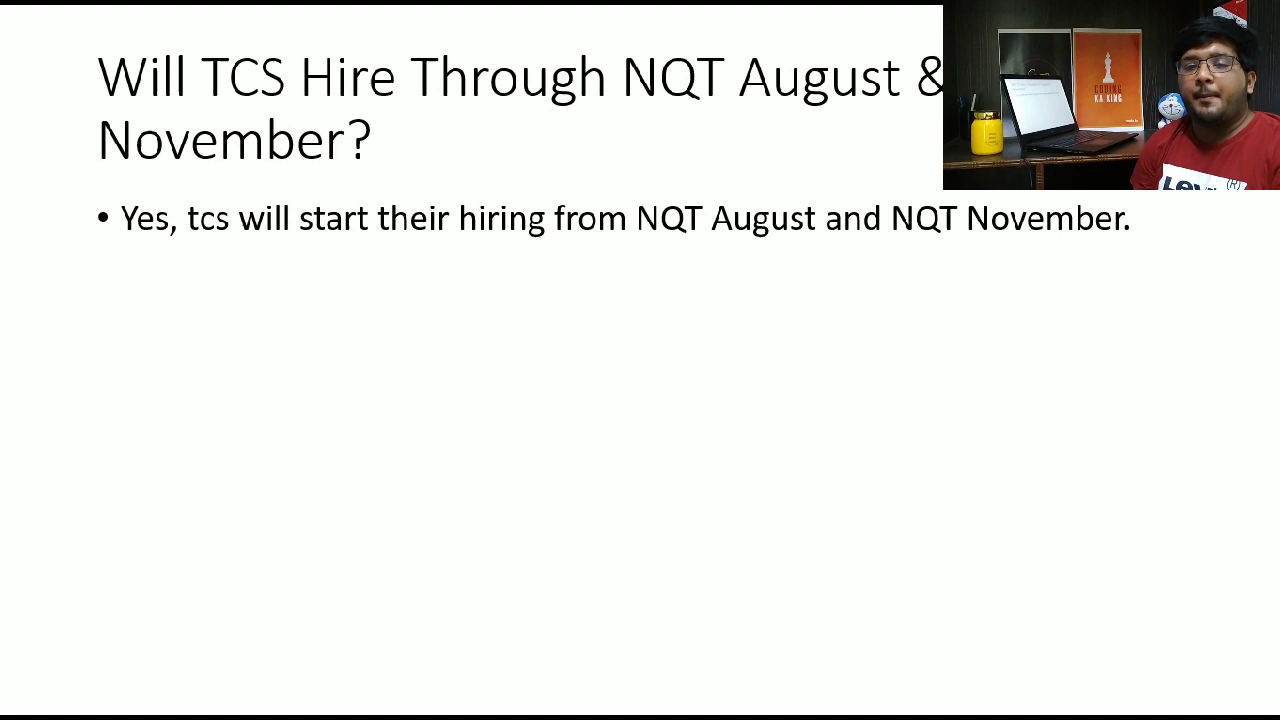 Will TCS Hire Through NQT August &
November?
• Yes, tcs will start their hiring from NQT August and NQT November.
CODING
KA KING